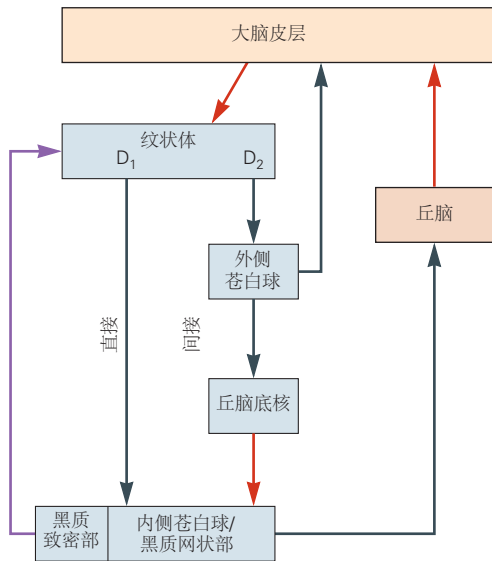 大脑皮层
纹状体
D₁
D₂
丘脑
外侧
苍白球
直接
间接
丘脑底核
黑质
致密部
内侧苍白球/
黑质网状部